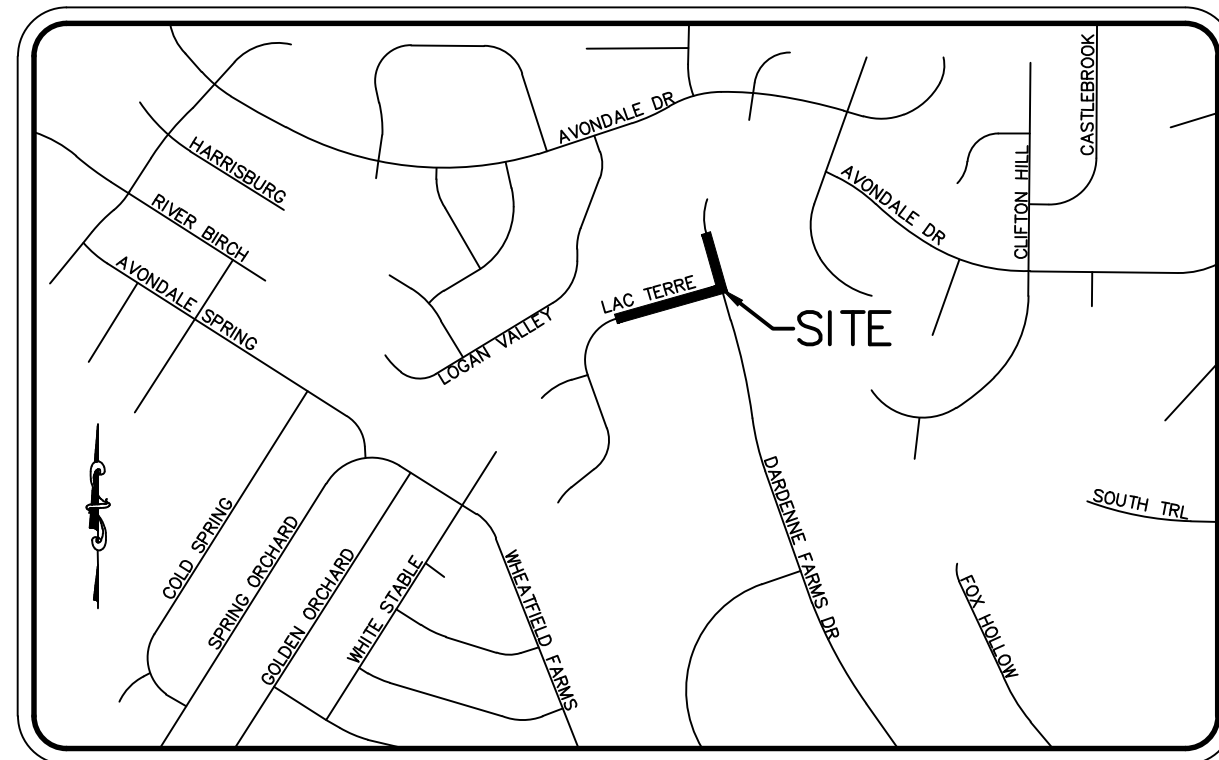 CASTLEBROOK
AVONDALE DR
HARRISBURG
CLIFTON HILL
AVONDALE DR
RIVER BIRCH
AVONDALE SPRING
LAC TERRE
SITE
LOGAN VALLEY
DARDENNE FARMS DR
SOUTH TRL
COLD SPRING
SPRING ORCHARD
GOLDEN ORCHARD
WHITE STABLE
WHEATFIELD FARMS
FOX HOLLOW